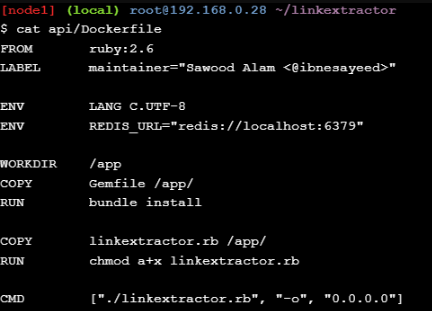 [node1] (local) root@192.168.0.28 ~/linkextractor
$ cat api/Dockerfile
FROM ruby:2.6
LABEL maintainer="Sawood Alam <@ibnesayeed>"
ENV LANG C.UTF-8
ENV REDIS_URL="redis://localhost:6379"
WORKDIR /app
COPY Gemfile /app/
RUN bundle install
COPY linkextractor.rb /app/
RUN chmod a+x linkextractor.rb
CMD ["./linkextractor.rb", "-o", "0.0.0.0"]